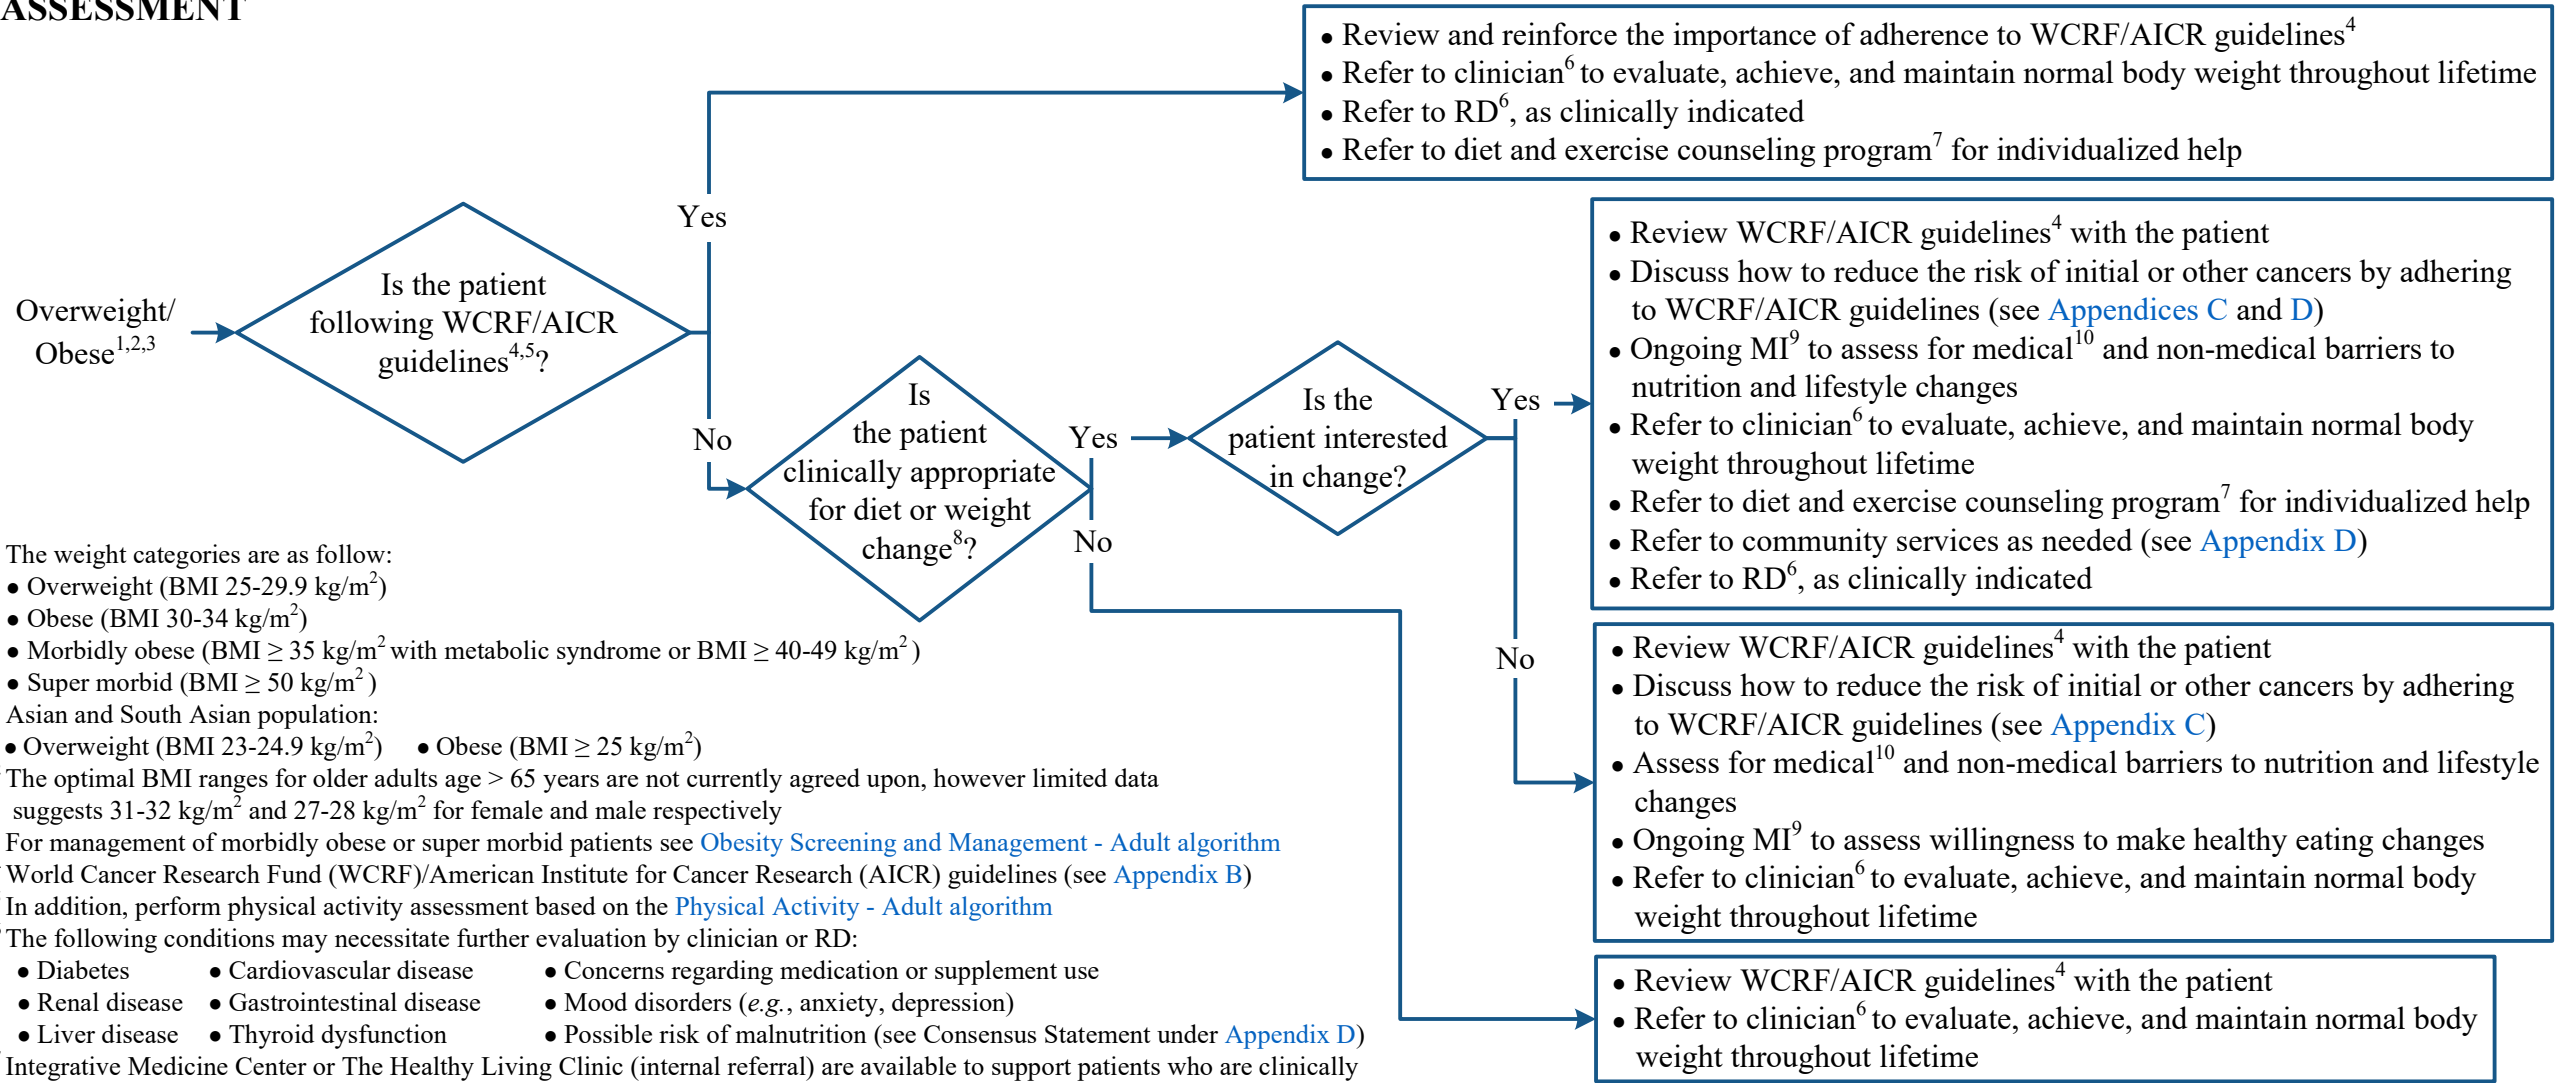 ASSESSMENT
• Review and reinforce the importance of adherence to WCRF/AICR guidelines4
• Refer to clinician6 to evaluate, achieve, and maintain normal body weight throughout lifetime
• Refer to RD6, as clinically indicated
• Refer to diet and exercise counseling program7 for individualized help
Overweight/
Obese1,2,3
Is the patient
following WCRF/AICR
guidelines4,5?
Yes
No
Is
the patient
clinically appropriate
for diet or weight
change8?
Yes
No
Is the
patient interested
in change?
Yes
No
• Review WCRF/AICR guidelines4 with the patient
• Discuss how to reduce the risk of initial or other cancers by adhering
to WCRF/AICR guidelines (see Appendices C and D)
• Ongoing MI9 to assess for medical10 and non-medical barriers to
nutrition and lifestyle changes
• Refer to clinician6 to evaluate, achieve, and maintain normal body
weight throughout lifetime
• Refer to diet and exercise counseling program7 for individualized help
• Refer to community services as needed (see Appendix D)
• Refer to RD6, as clinically indicated
• Review WCRF/AICR guidelines4 with the patient
• Discuss how to reduce the risk of initial or other cancers by adhering
to WCRF/AICR guidelines (see Appendix C)
• Assess for medical10 and non-medical barriers to nutrition and lifestyle
changes
• Ongoing MI9 to assess willingness to make healthy eating changes
• Refer to clinician6 to evaluate, achieve, and maintain normal body
weight throughout lifetime
• Review WCRF/AICR guidelines4 with the patient
• Refer to clinician6 to evaluate, achieve, and maintain normal body
weight throughout lifetime
The weight categories are as follow:
• Overweight (BMI 25-29.9 kg/m2)
• Obese (BMI 30-34 kg/m2)
• Morbidly obese (BMI ≥ 35 kg/m2 with metabolic syndrome or BMI ≥ 40-49 kg/m2 )
• Super morbid (BMI ≥ 50 kg/m2 )
Asian and South Asian population:
• Overweight (BMI 23-24.9 kg/m2) • Obese (BMI ≥ 25 kg/m2)
The optimal BMI ranges for older adults age > 65 years are not currently agreed upon, however limited data
suggests 31-32 kg/m2 and 27-28 kg/m2 for female and male respectively
For management of morbidly obese or super morbid patients see Obesity Screening and Management - Adult algorithm
World Cancer Research Fund (WCRF)/American Institute for Cancer Research (AICR) guidelines (see Appendix B)
In addition, perform physical activity assessment based on the Physical Activity - Adult algorithm
The following conditions may necessitate further evaluation by clinician or RD:
• Diabetes • Cardiovascular disease • Concerns regarding medication or supplement use
• Renal disease • Gastrointestinal disease • Mood disorders (e.g., anxiety, depression)
• Liver disease • Thyroid dysfunction • Possible risk of malnutrition (see Consensus Statement under Appendix D)
Integrative Medicine Center or The Healthy Living Clinic (internal referral) are available to support patients who are clinically